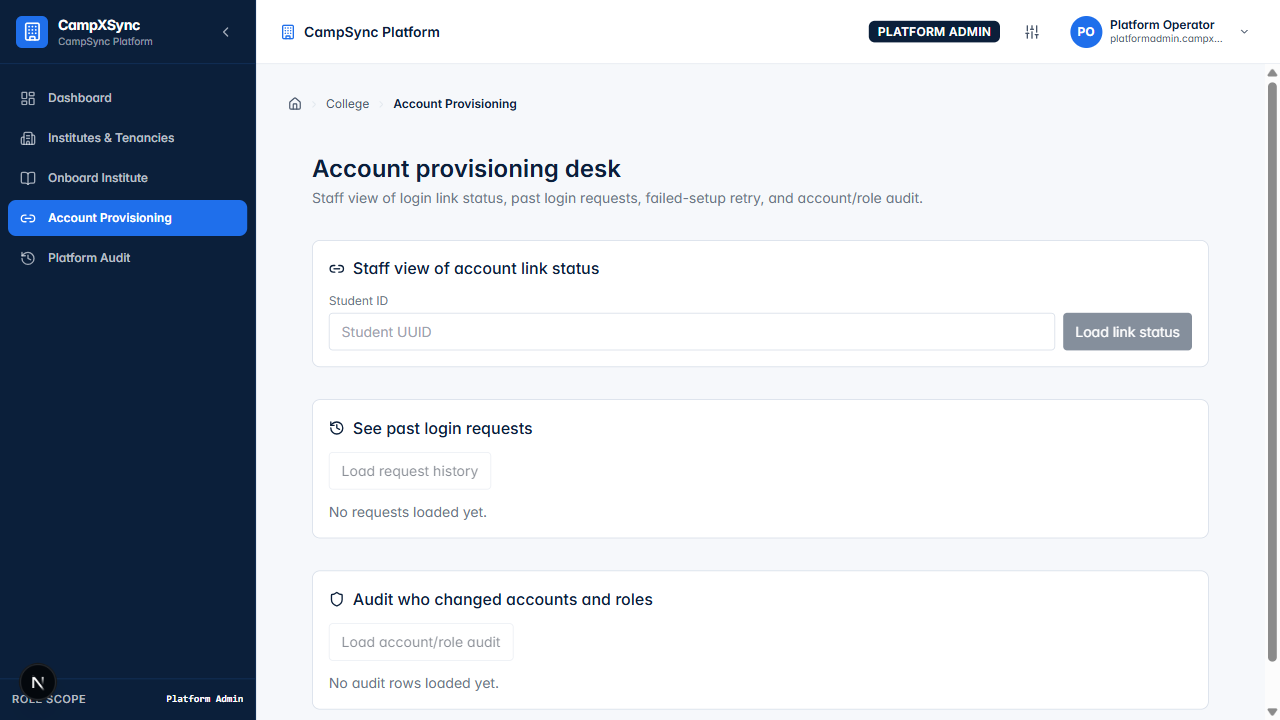 CampXSync
CampSync Platform
Dashboard
Institutes & Tenancies
Onboard Institute
Account Provisioning
Platform Audit
N
ROLE SCOPE
Platform Admin
CampSync Platform
PLATFORM ADMIN
PO
Platform Operator
platformadmin.campx...
College
Account Provisioning
Account provisioning desk
Staff view of login link status, past login requests, failed-setup retry, and account/role audit.
Staff view of account link status
Student ID
Student UUID
Load link status
See past login requests
Load request history
No requests loaded yet.
Audit who changed accounts and roles
Load account/role audit
No audit rows loaded yet.